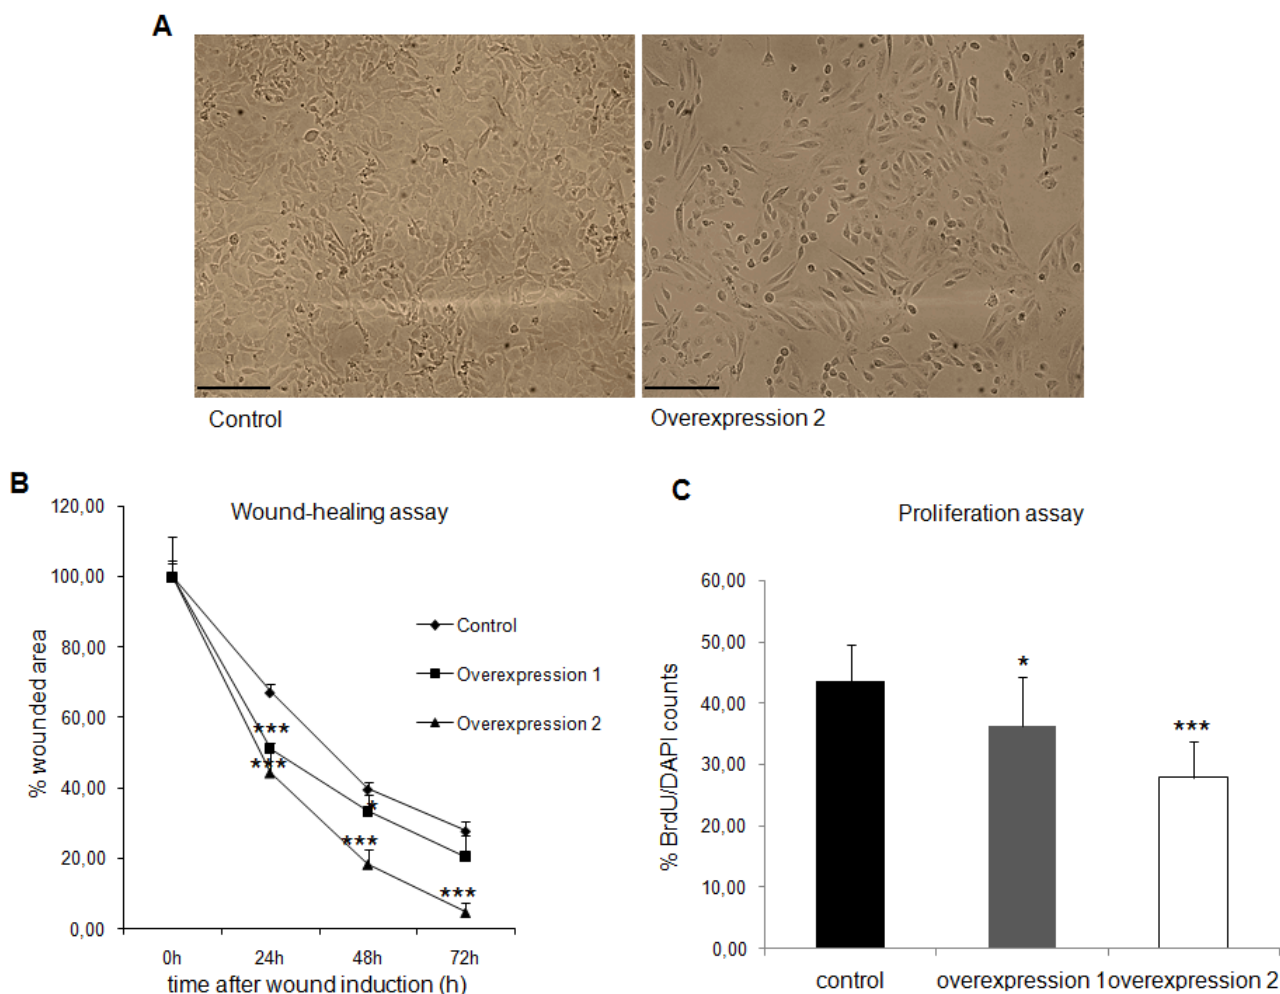 A
Control
Overexpression 2
B
Wound-healing assay
120,00
100,00
80,00
60,00
40,00
20,00
0,00
% wounded area
Control
Overexpression 1
Overexpression 2
***
***
*
***
***
0h 24h 48h 72h
time after wound induction (h)
C
Proliferation assay
60,00
50,00
40,00
30,00
20,00
10,00
0,00
% BrdU/DAPI counts
*
***
control overexpression 1 overexpression 2